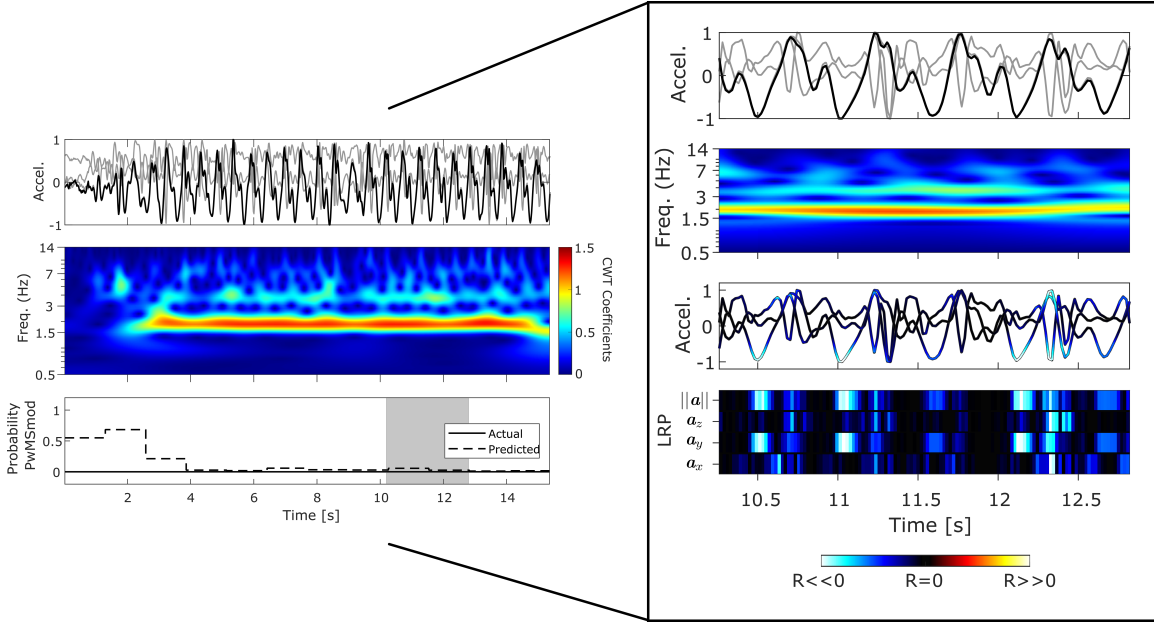 1
0
-1
Accel.
14
7
3
1.5
0.5
Freq. (Hz)
1.5
1.0
0.5
0
CWT Coefficients
1
0.5
0
Probability
PwMSmod
Actual
Predicted
2
4
6
8
10
12
14
Time [s]
1
0
-1
Accel.
14
7
3
1.5
0.5
Freq. (Hz)
1
0
-1
Accel.
||a||
a_z
a_y
a_x
LRP
10.5
11
11.5
12
12.5
Time [s]
R<<0
R=0
R>>0